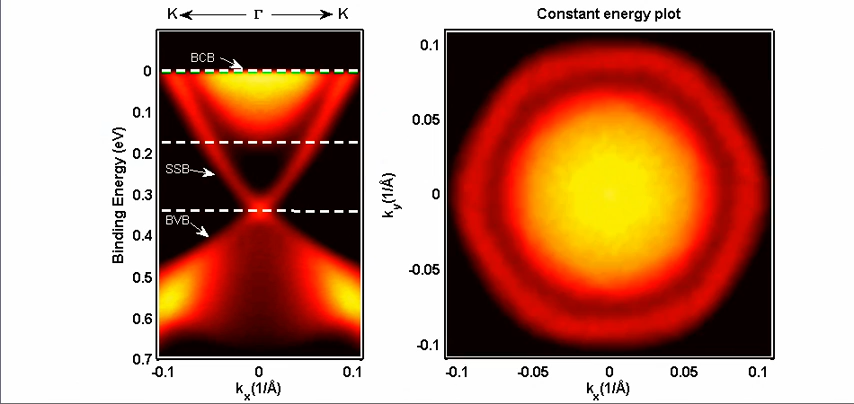 K Γ K
BCB
SSB
BVB
Binding Energy (eV)
0
0.1
0.2
0.3
0.4
0.5
0.6
0.7
-0.1 0 0.1
kx(1/Å)
Constant energy plot
ky(1/Å)
0.1
0.05
0
-0.05
-0.1
-0.1 -0.05 0 0.05 0.1
kx(1/Å)